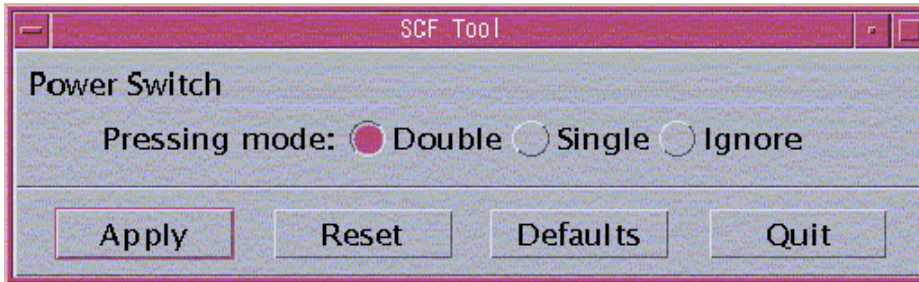 SCF Tool
Power Switch
Pressing mode: Double Single Ignore
Apply Reset Defaults Quit